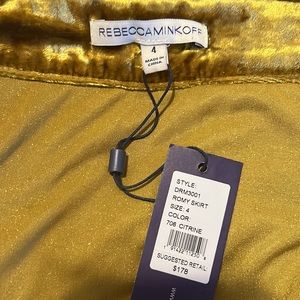 REBECCAMINKOFF
4
MADE IN
CHINA
STYLE:
DRM3001
ROMY SKIRT
SIZE: 4
COLOR:
706 CITRINE
SUGGESTED RETAIL:
$178